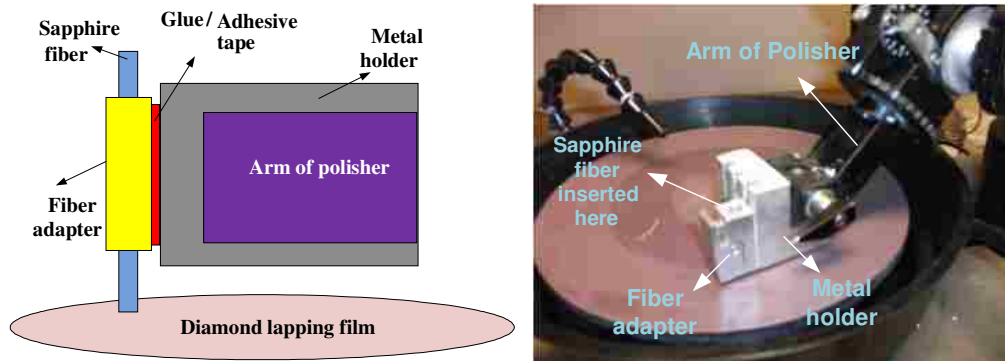 Sapphire
fiber
Glue/ Adhesive
tape
Metal
holder
Arm of polisher
Fiber
adapter
Diamond lapping film
Arm of Polisher
Sapphire
fiber
inserted
here
Fiber
adapter
Metal
holder